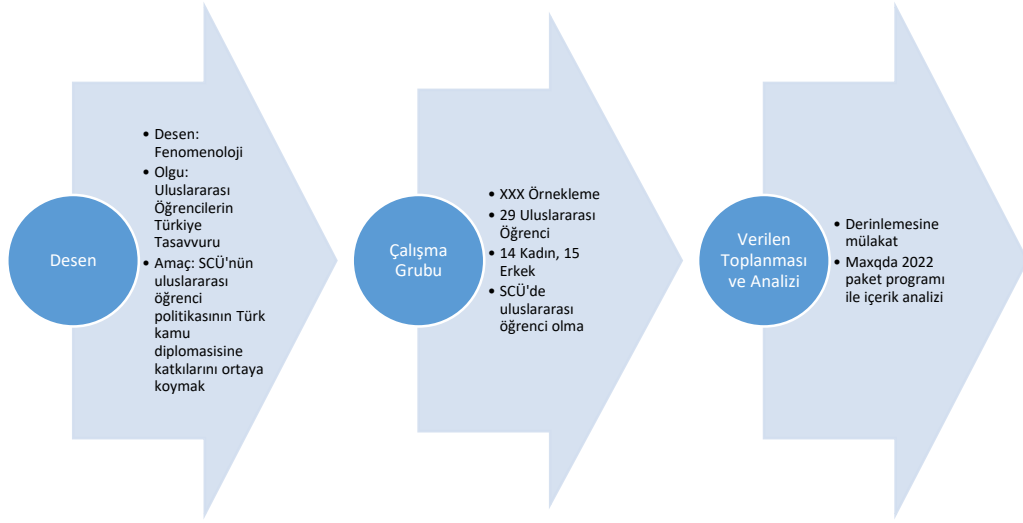 Desen
• Desen:
Fenomenoloji
• Olgu:
Uluslararası
Öğrencilerin
Türkiye
Tasavvuru
• Amaç: SCÜ'nün
uluslararası
öğrenci
politikasının Türk
kamu
diplomasisine
katkılarını ortaya
koymak
Çalışma
Grubu
• XXX Örnekleme
• 29 Uluslararası
Öğrenci
• 14 Kadın, 15
Erkek
• SCÜ'de
uluslararası
öğrenci olma
Verilen
Toplanması
ve Analizi
• Derinlemesine
mülakat
• Maxqda 2022
paket programı
ile içerik analizi